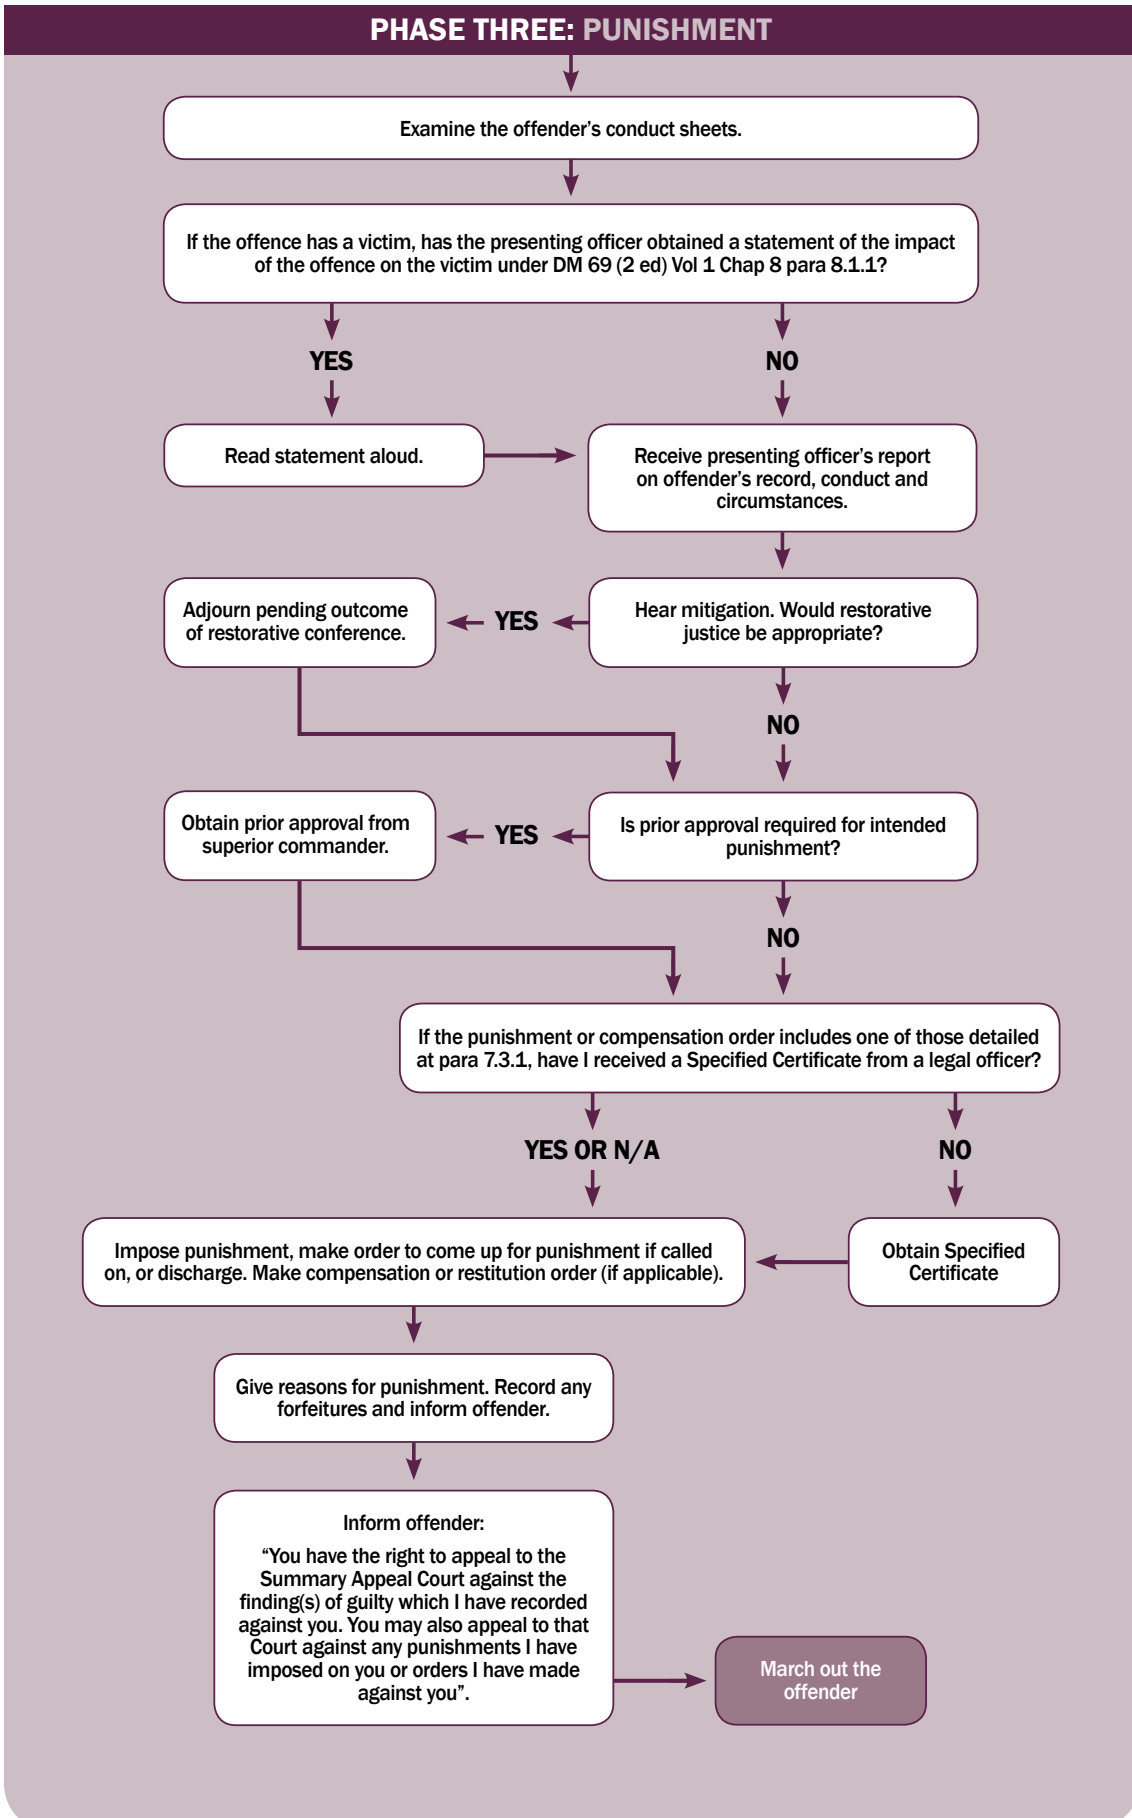 PHASE THREE: PUNISHMENT
Examine the offender's conduct sheets.
If the offence has a victim, has the presenting officer obtained a statement of the impact
of the offence on the victim under DM 69 (2 ed) Vol 1 Chap 8 para 8.1.1?
YES
NO
Read statement aloud.
Receive presenting officer's report
on offender's record, conduct and
circumstances.
Adjourn pending outcome
of restorative conference.
YES
Hear mitigation. Would restorative
justice be appropriate?
NO
Obtain prior approval from
superior commander.
YES
Is prior approval required for intended
punishment?
NO
If the punishment or compensation order includes one of those detailed
at para 7.3.1, have I received a Specified Certificate from a legal officer?
YES OR N/A
NO
Impose punishment, make order to come up for punishment if called
on, or discharge. Make compensation or restitution order (if applicable).
Obtain Specified
Certificate
Give reasons for punishment. Record any
forfeitures and inform offender.
Inform offender:
“You have the right to appeal to the
Summary Appeal Court against the
finding(s) of guilty which I have recorded
against you. You may also appeal to that
Court against any punishments I have
imposed on you or orders I have made
against you”.
March out the
offender